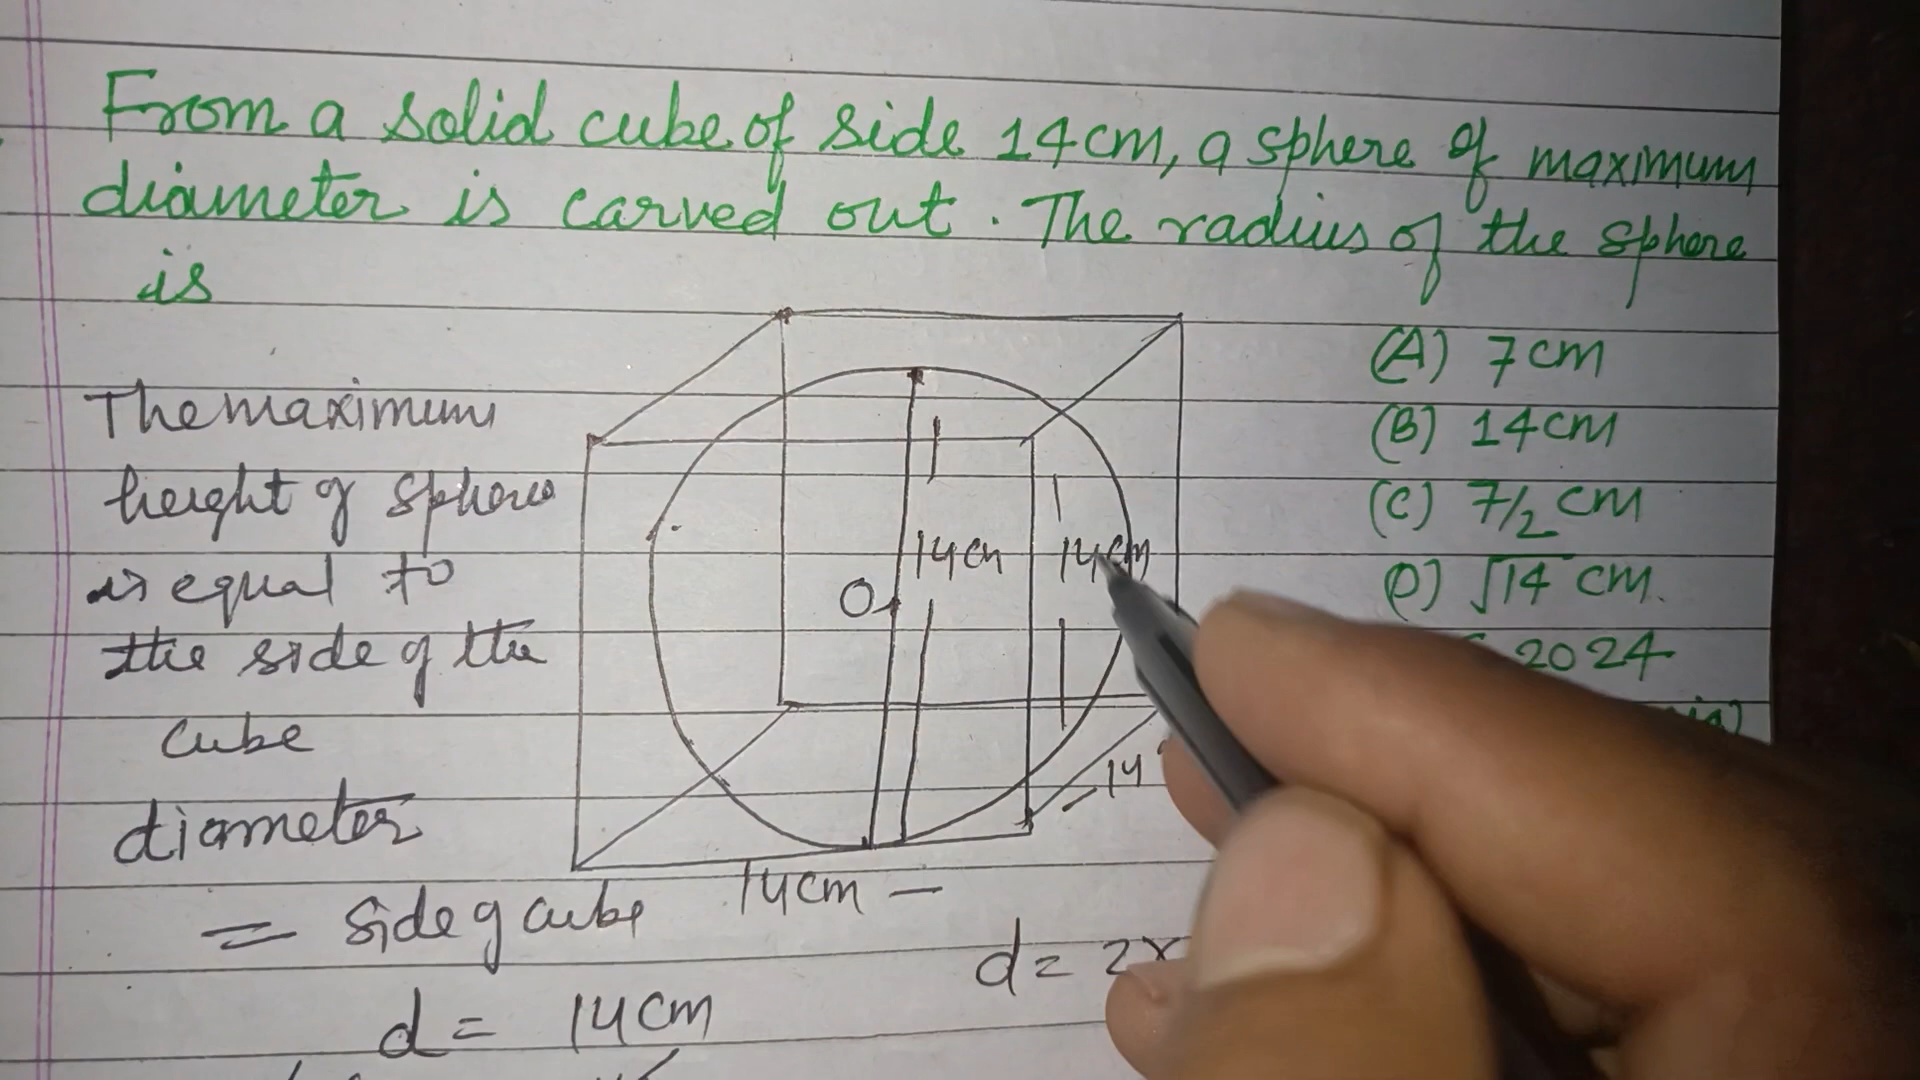 From a solid cube of side 14cm, a sphere of maximum
diameter is carved out. The radius of the sphere
is
(A) 7cm
(B) 14cm
(C) 7/2 cm
(D) √14 cm.
2024
The maximum
height of sphere
is equal to
the side of the
cube
diameter
= side of cube
d = 14cm
14cm
14cm
O
14
14cm -
d = 2r